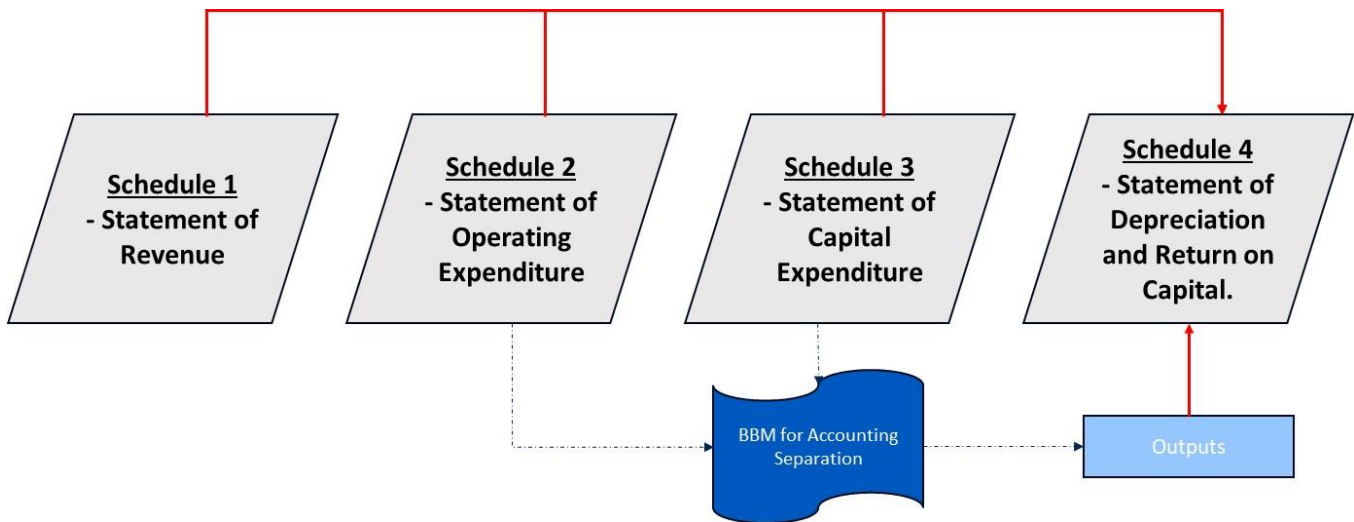 Schedule 1
- Statement of
Revenue
Schedule 2
- Statement of
Operating
Expenditure
Schedule 3
- Statement of
Capital
Expenditure
Schedule 4
- Statement of
Depreciation
and Return on
Capital.
BBM for Accounting
Separation
Outputs